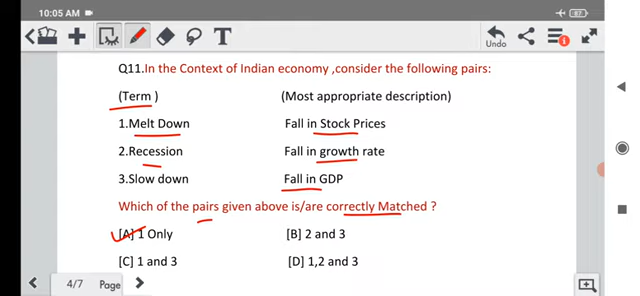 10:05 AM
87
Undo
Q11.In the Context of Indian economy ,consider the following pairs:
(Term ) (Most appropriate description)
1.Melt Down Fall in Stock Prices
2.Recession Fall in growth rate
3.Slow down Fall in GDP
Which of the pairs given above is/are correctly Matched ?
[A] 1 Only [B] 2 and 3
[C] 1 and 3 [D] 1,2 and 3
4/7 Page